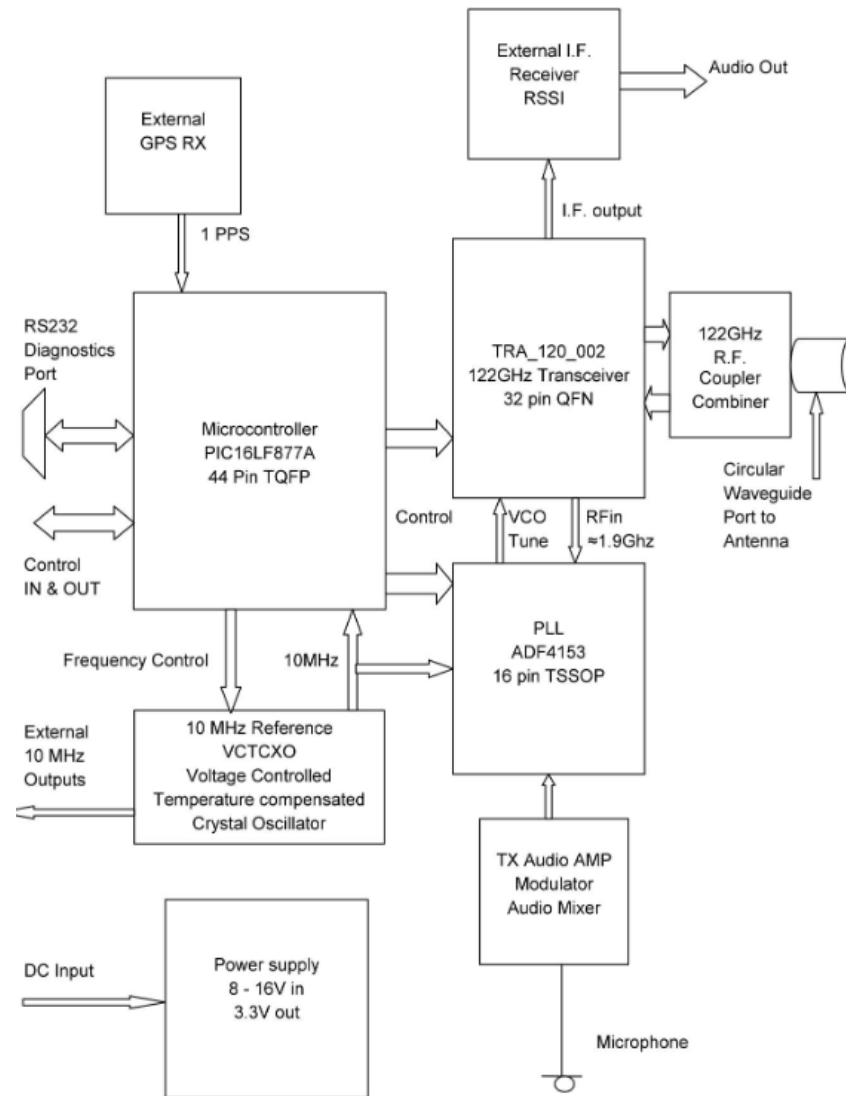 External I.F.
Receiver
RSSI
Audio Out
External
GPS RX
I.F. output
1 PPS
RS232
Diagnostics
Port
TRA_120_002
122GHz Transceiver
32 pin QFN
122GHz
R.F.
Coupler
Combiner
Microcontroller
PIC16LF877A
44 Pin TQFP
Circular
Waveguide
Port to
Antenna
Control
VCO
Tune
RFin
≈1.9Ghz
Control
IN & OUT
PLL
ADF4153
16 pin TSSOP
Frequency Control
10MHz
External
10 MHz
Outputs
10 MHz Reference
VCTCXO
Voltage Controlled
Temperature compensated
Crystal Oscillator
TX Audio AMP
Modulator
Audio Mixer
DC Input
Power supply
8 - 16V in
3.3V out
Microphone